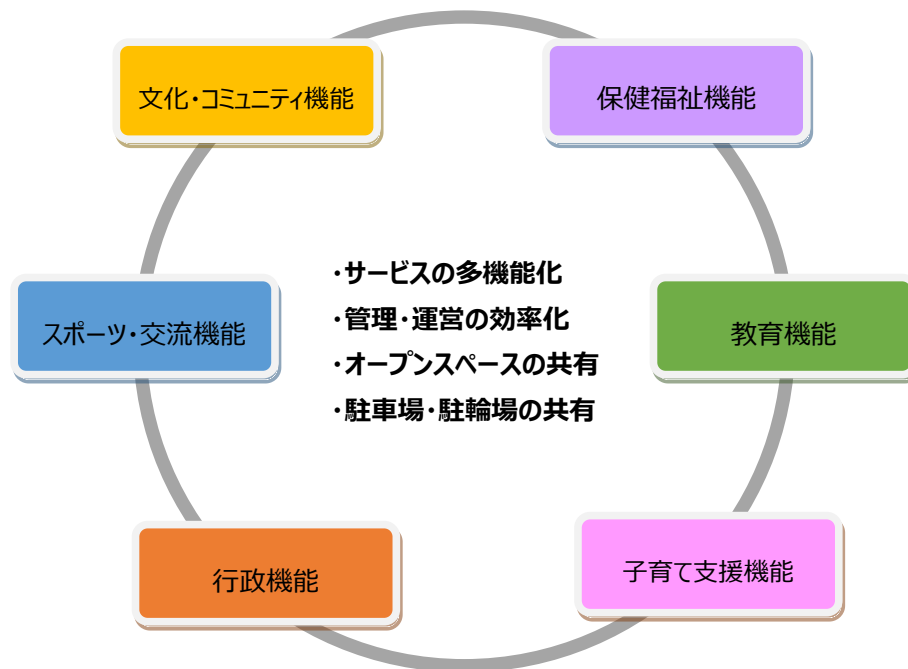 文化・コミュニティ機能
保健福祉機能
・サービスの多機能化
・管理・運営の効率化
・オープンスペースの共有
・駐車場・駐輪場の共有
スポーツ・交流機能
教育機能
行政機能
子育て支援機能